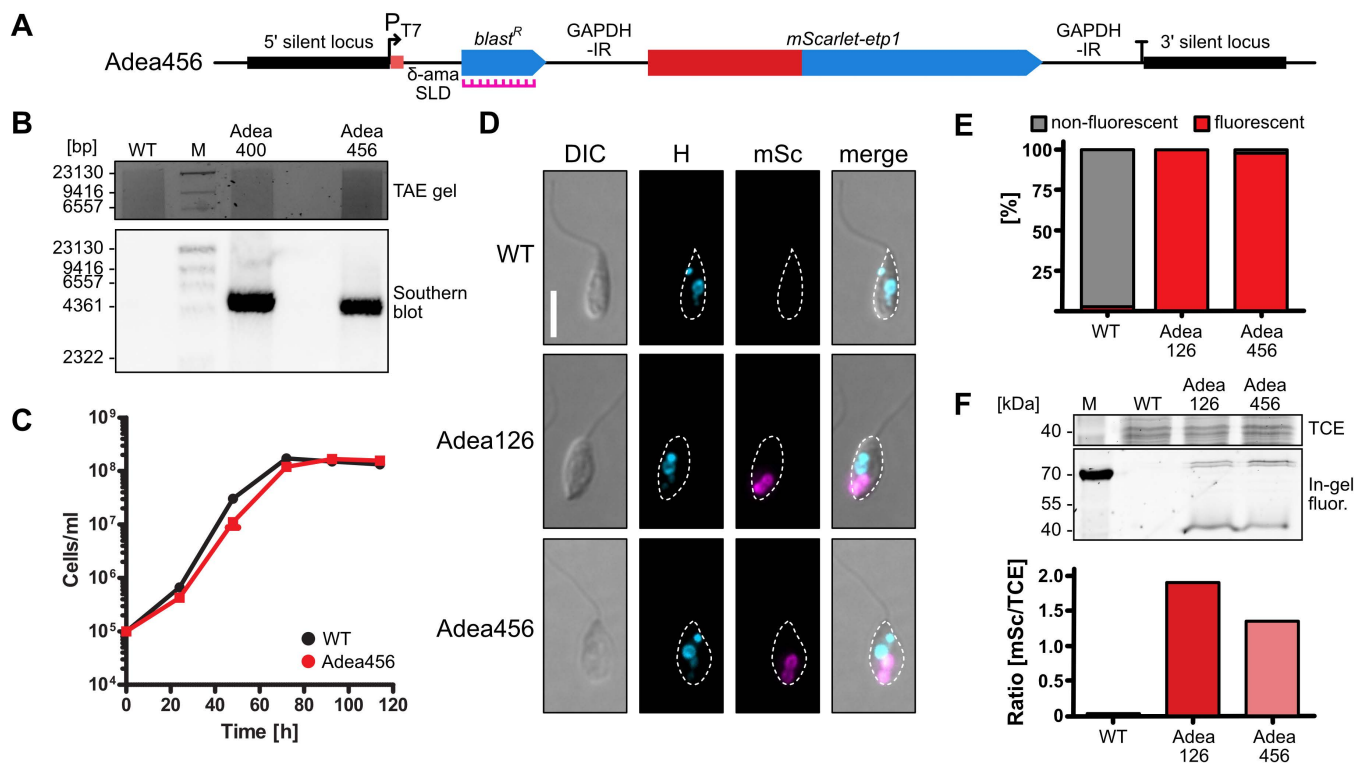 A
Adea456
5' silent locus
PT7
δ-ama
SLD
blastR
GAPDH
-IR
mScarlet-etp1
GAPDH
-IR
3' silent locus
B
[bp]
WT
M
Adea
400
Adea
456
23130
9416
6557
TAE gel
23130
9416
6557
4361
2322
Southern
blot
C
Cells/ml
10⁹
10⁸
10⁷
10⁶
10⁵
10⁴
WT
Adea456
0 20 40 60 80 100 120
Time [h]
D
DIC H mSc merge
WT
Adea126
Adea456
E
non-fluorescent fluorescent
[%]
100
75
50
25
WT
Adea
126
Adea
456
F
[kDa]
M
WT
Adea
126
Adea
456
40
TCE
70
55
40
In-gel
fluor.
Ratio [mSc/TCE]
2.0
1.5
1.0
0.5
0
WT
Adea
126
Adea
456